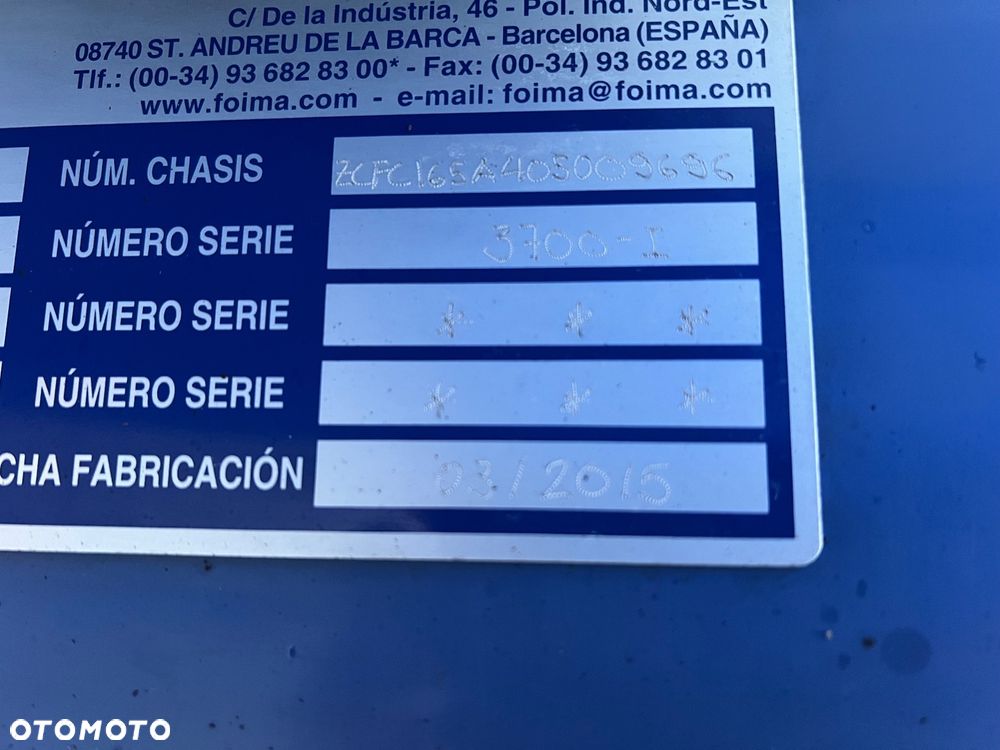 C/ De la Indústria, 46 - Pol. Ind. Nord-Est
08740 ST. ANDREU DE LA BARCA - Barcelona (ESPAÑA)
Tlf.: (00-34) 93 682 83 00* - Fax: (00-34) 93 682 83 01
www.foima.com - e-mail: foima@foima.com
NÚM. CHASIS ZCFC165A405009696
NÚMERO SERIE 3700-I
NÚMERO SERIE * * *
NÚMERO SERIE * * *
CHA FABRICACIÓN 03/2015
OTOMOTO